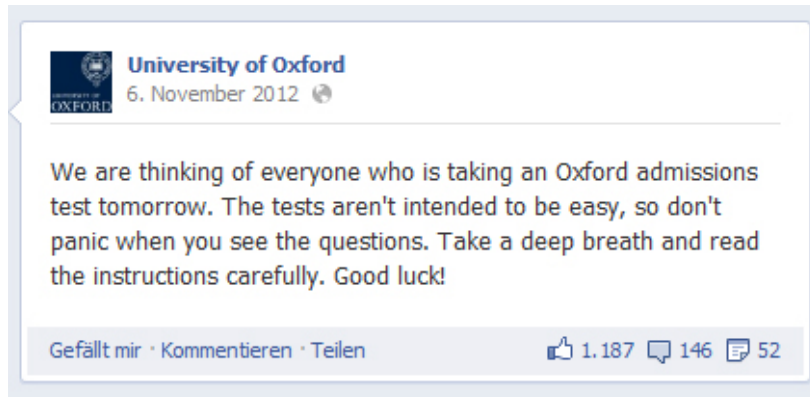 University of Oxford
6. November 2012
UNIVERSITY OF
OXFORD
We are thinking of everyone who is taking an Oxford admissions
test tomorrow. The tests aren't intended to be easy, so don't
panic when you see the questions. Take a deep breath and read
the instructions carefully. Good luck!
Gefällt mir · Kommentieren · Teilen 1.187 146 52